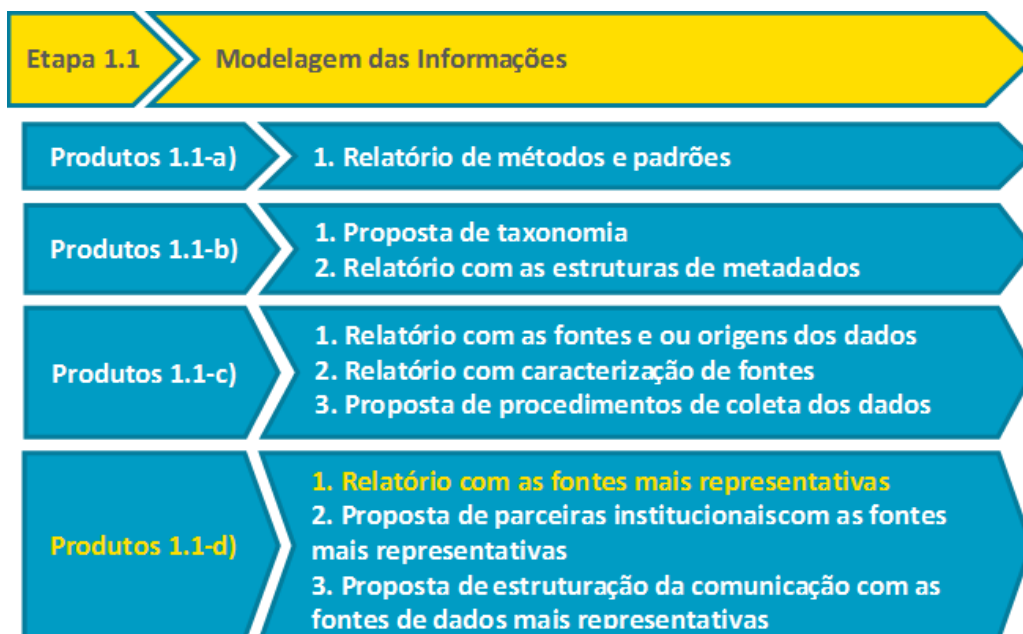 Etapa 1.1
Modelagem das Informações
Produtos 1.1-a)
1. Relatório de métodos e padrões
Produtos 1.1-b)
1. Proposta de taxonomia
2. Relatório com as estruturas de metadados
Produtos 1.1-c)
1. Relatório com as fontes e ou origens dos dados
2. Relatório com caracterização de fontes
3. Proposta de procedimentos de coleta dos dados
Produtos 1.1-d)
1. Relatório com as fontes mais representativas
2. Proposta de parceiras institucionaiscom as fontes
mais representativas
3. Proposta de estruturação da comunicação com as
fontes de dados mais representativas